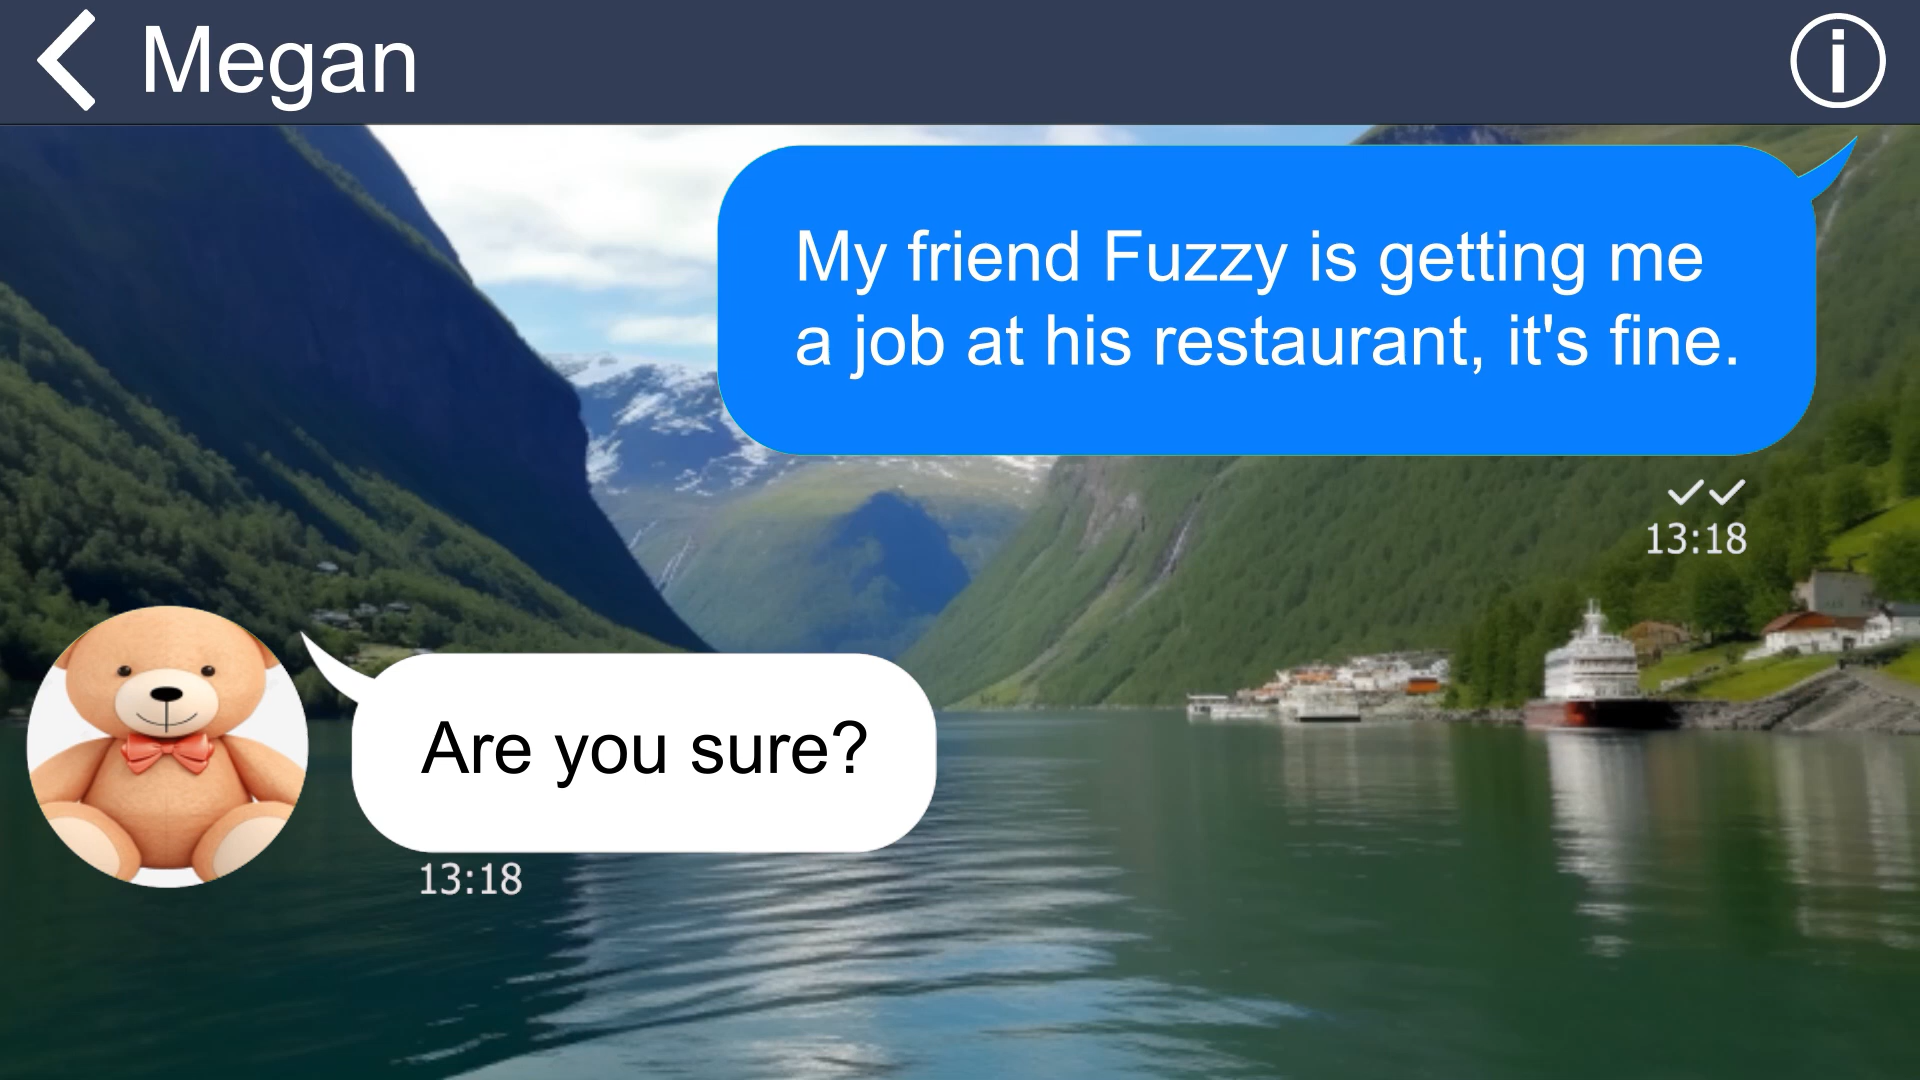 Megan
My friend Fuzzy is getting me
a job at his restaurant, it's fine.
13:18
Are you sure?
13:18